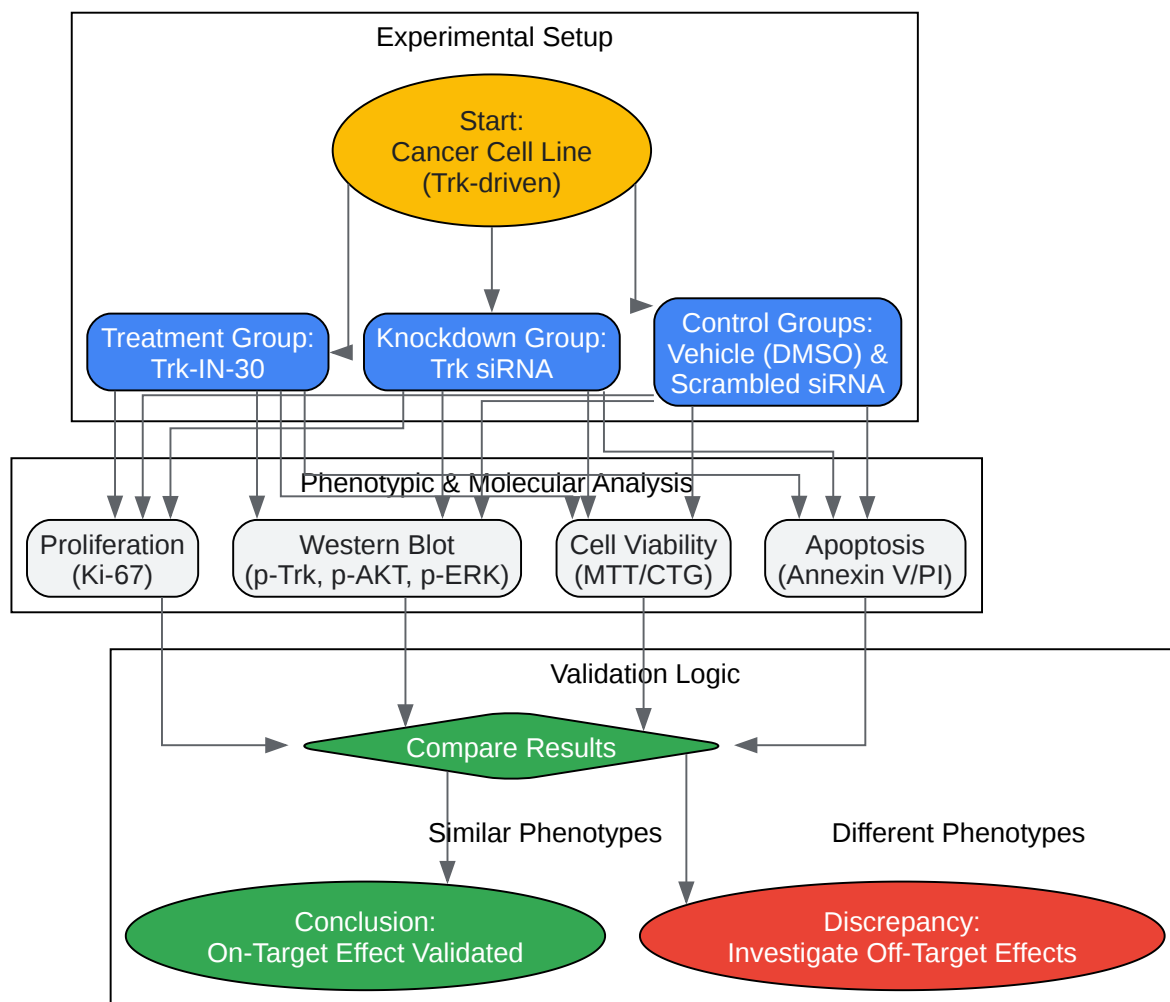 Experimental Setup
Start:
Cancer Cell Line
(Trk-driven)
Treatment Group:
Trk-IN-30
Knockdown Group:
Trk siRNA
Control Groups:
Vehicle (DMSO) &
Scrambled siRNA
Phenotypic & Molecular Analysis
Proliferation
(Ki-67)
Western Blot
(p-Trk, p-AKT, p-ERK)
Cell Viability
(MTT/CTG)
Apoptosis
(Annexin V/PI)
Validation Logic
Compare Results
Similar Phenotypes
Different Phenotypes
Conclusion:
On-Target Effect Validated
Discrepancy:
Investigate Off-Target Effects